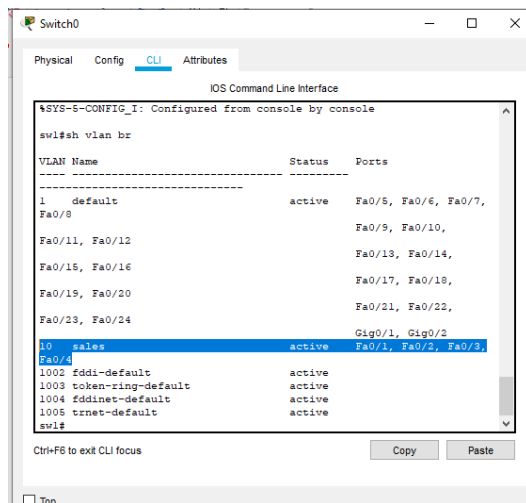 Switch0
Physical Config CLI Attributes
IOS Command Line Interface
%SYS-5-CONFIG_I: Configured from console by console
sw1#sh vlan br
VLAN Name Status Ports
---- -------------------------------- --------- -------------------------------
1 default active Fa0/5, Fa0/6, Fa0/7,
Fa0/8
Fa0/9, Fa0/10,
Fa0/11, Fa0/12
Fa0/13, Fa0/14,
Fa0/15, Fa0/16
Fa0/17, Fa0/18,
Fa0/19, Fa0/20
Fa0/21, Fa0/22,
Fa0/23, Fa0/24
Gig0/1, Gig0/2
10 sales active Fa0/1, Fa0/2, Fa0/3,
Fa0/4
1002 fddi-default active
1003 token-ring-default active
1004 fddinet-default active
1005 trnet-default active
sw1#
Ctrl+F6 to exit CLI focus
Copy Paste
Top